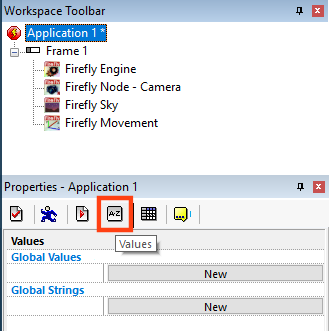 Workspace Toolbar
Application 1 *
Frame 1
Firefly Engine
Firefly Node - Camera
Firefly Sky
Firefly Movement
Properties - Application 1
A-Z
Values
Values
Global Values
New
Global Strings
New